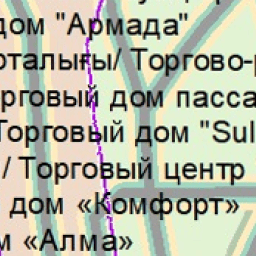 дом "Армада"
орталығы/ Торгово-
рговый дом пасса
Торговый дом "Sul
/ Торговый центр
дом «Комфорт»
м «Алма»